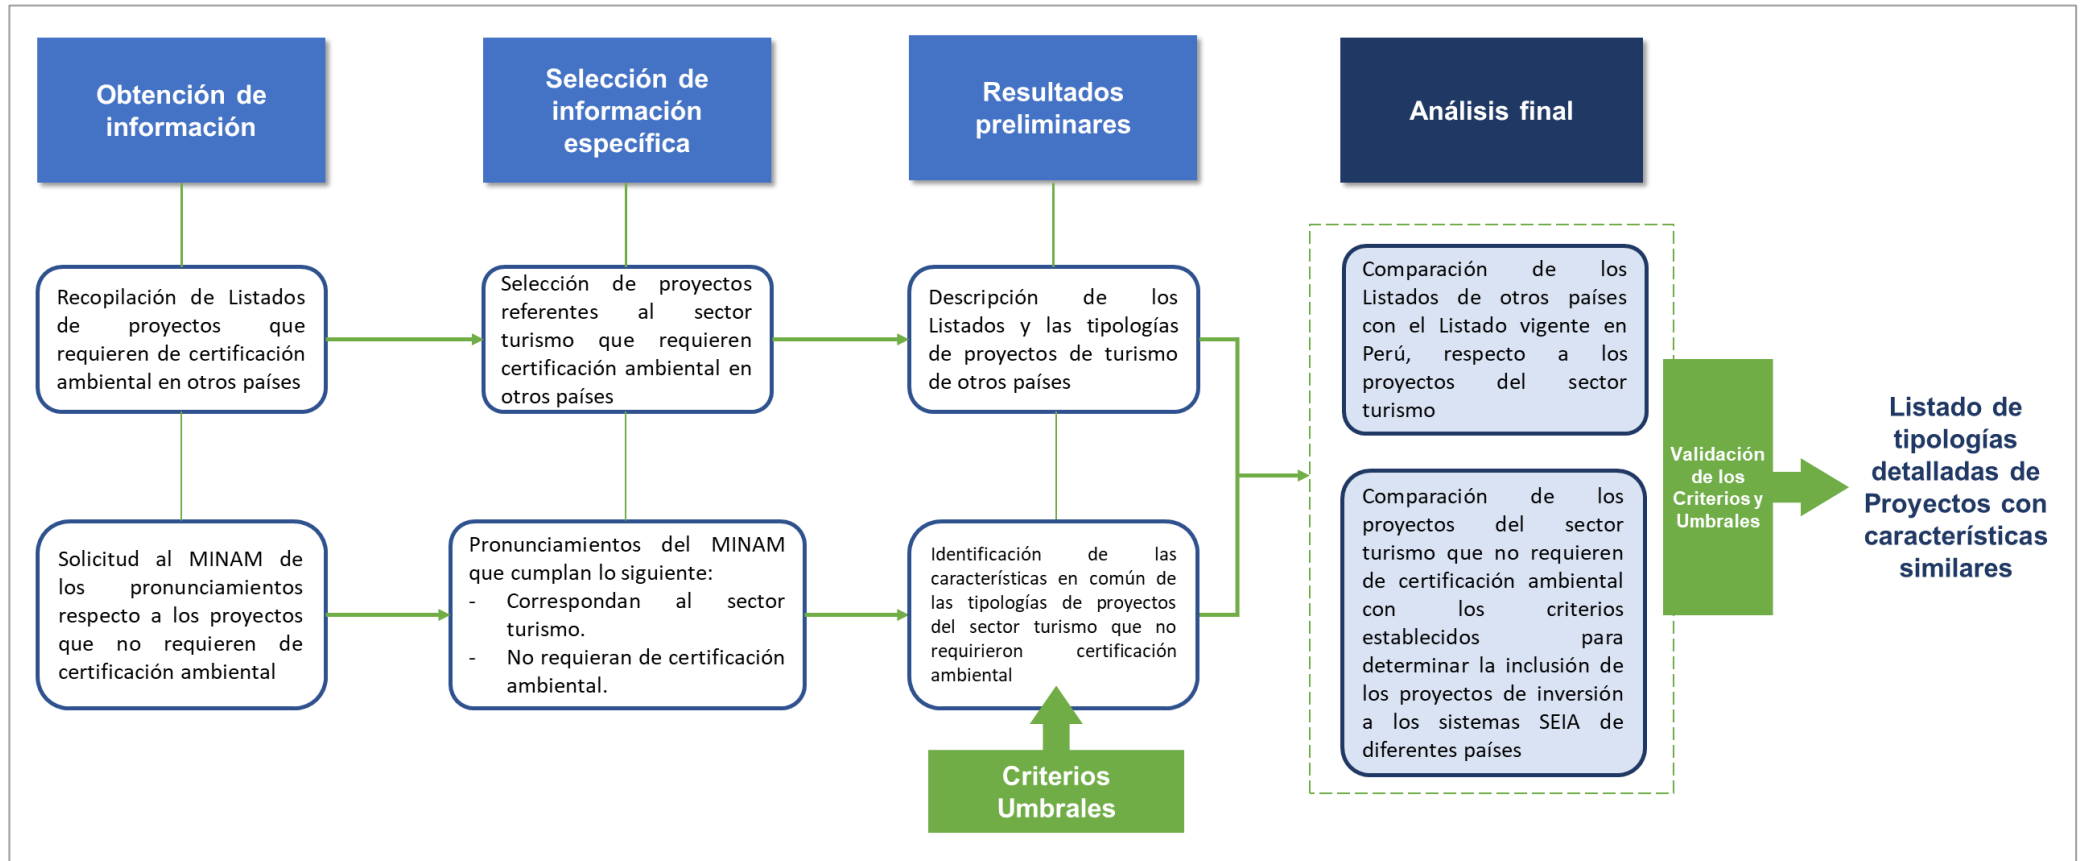 Obtención de
información
Selección de
información
específica
Resultados
preliminares
Análisis final
Recopilación de Listados
de proyectos que
requieren de certificación
ambiental en otros países
Selección de proyectos
referentes al sector
turismo que requieren
certificación ambiental en
otros países
Descripción de los
Listados y las tipologías
de proyectos de turismo
de otros países
Comparación de los
Listados de otros países
con el Listado vigente en
Perú, respecto a los
proyectos del sector
turismo
Solicitud al MINAM de
los pronunciamientos
respecto a los proyectos
que no requieren de
certificación ambiental
Pronunciamientos del MINAM
que cumplan lo siguiente:
- Correspondan al sector
turismo.
- No requieran de certificación
ambiental.
Identificación de las
características en común de
las tipologías de proyectos
del sector turismo que no
requirieron certificación
ambiental
Criterios
Umbrales
Comparación de los
proyectos del sector
turismo que no requieren
de certificación ambiental
con los criterios
establecidos para
determinar la inclusión de
los proyectos de inversión
a los sistemas SEIA de
diferentes países
Validación
de los
Criterios y
Umbrales
Listado de
tipologías
detalladas de
Proyectos con
características
similares